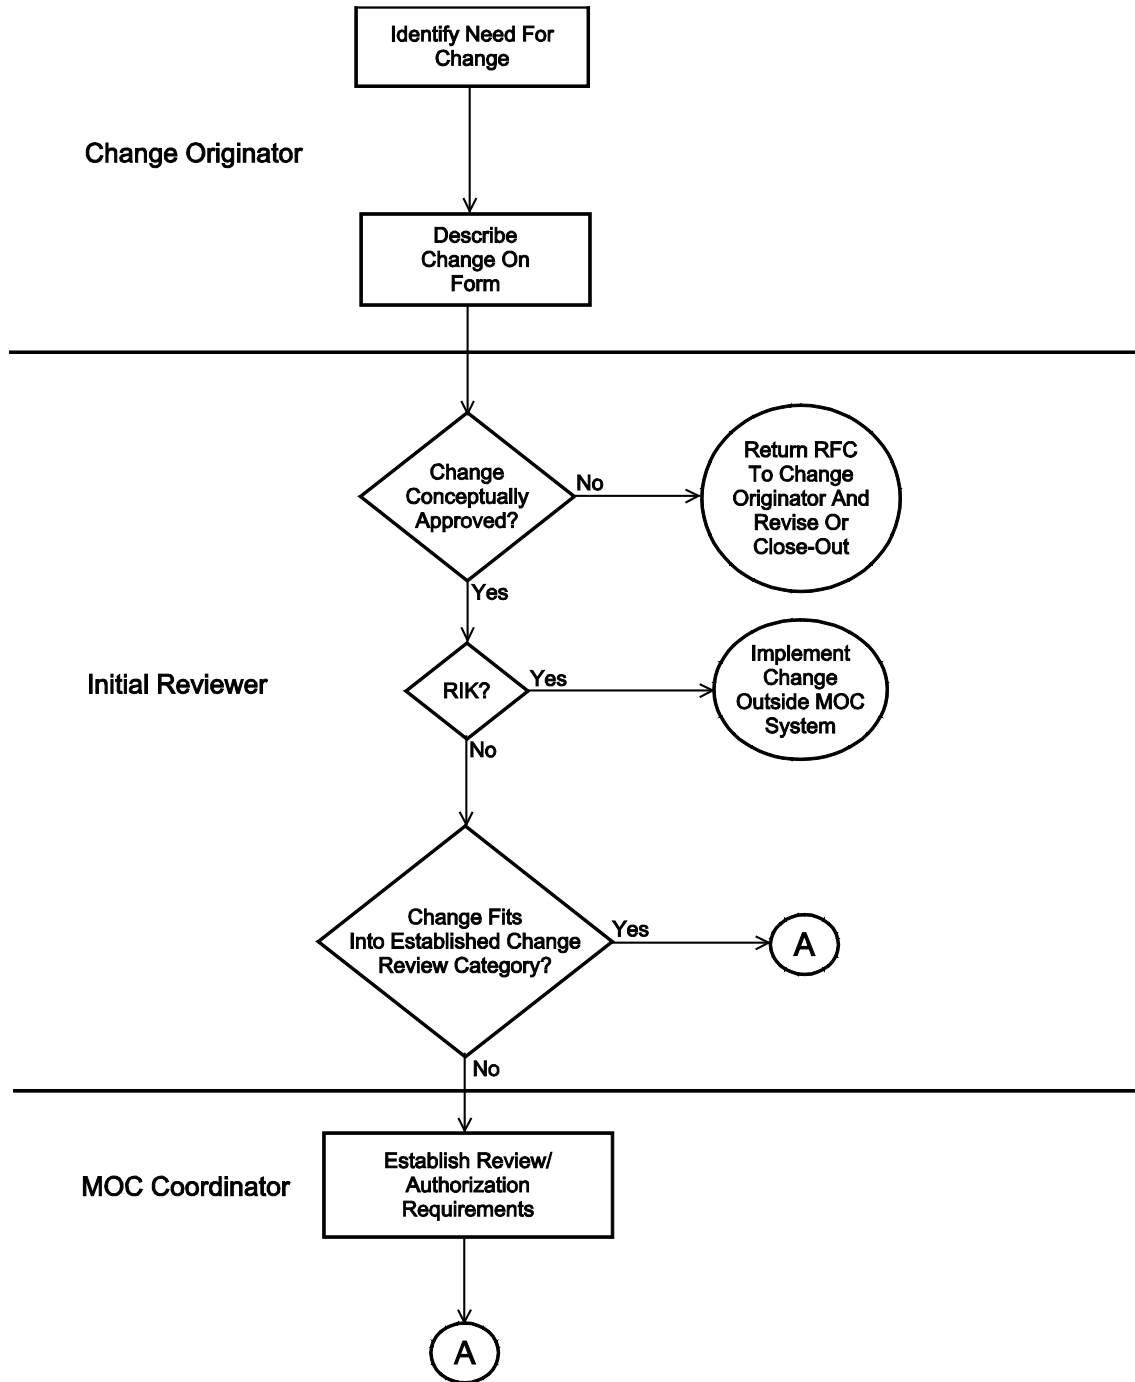 Identify Need For
Change
Change Originator
Describe
Change On
Form
Change
Conceptually
Approved?
No
Return RFC
To Change
Originator And
Revise Or
Close-Out
Yes
Initial Reviewer
RIK?
Yes
Implement
Change
Outside MOC
System
No
Change Fits
Into Established Change
Review Category?
Yes
A
No
MOC Coordinator
Establish Review/
Authorization
Requirements
A